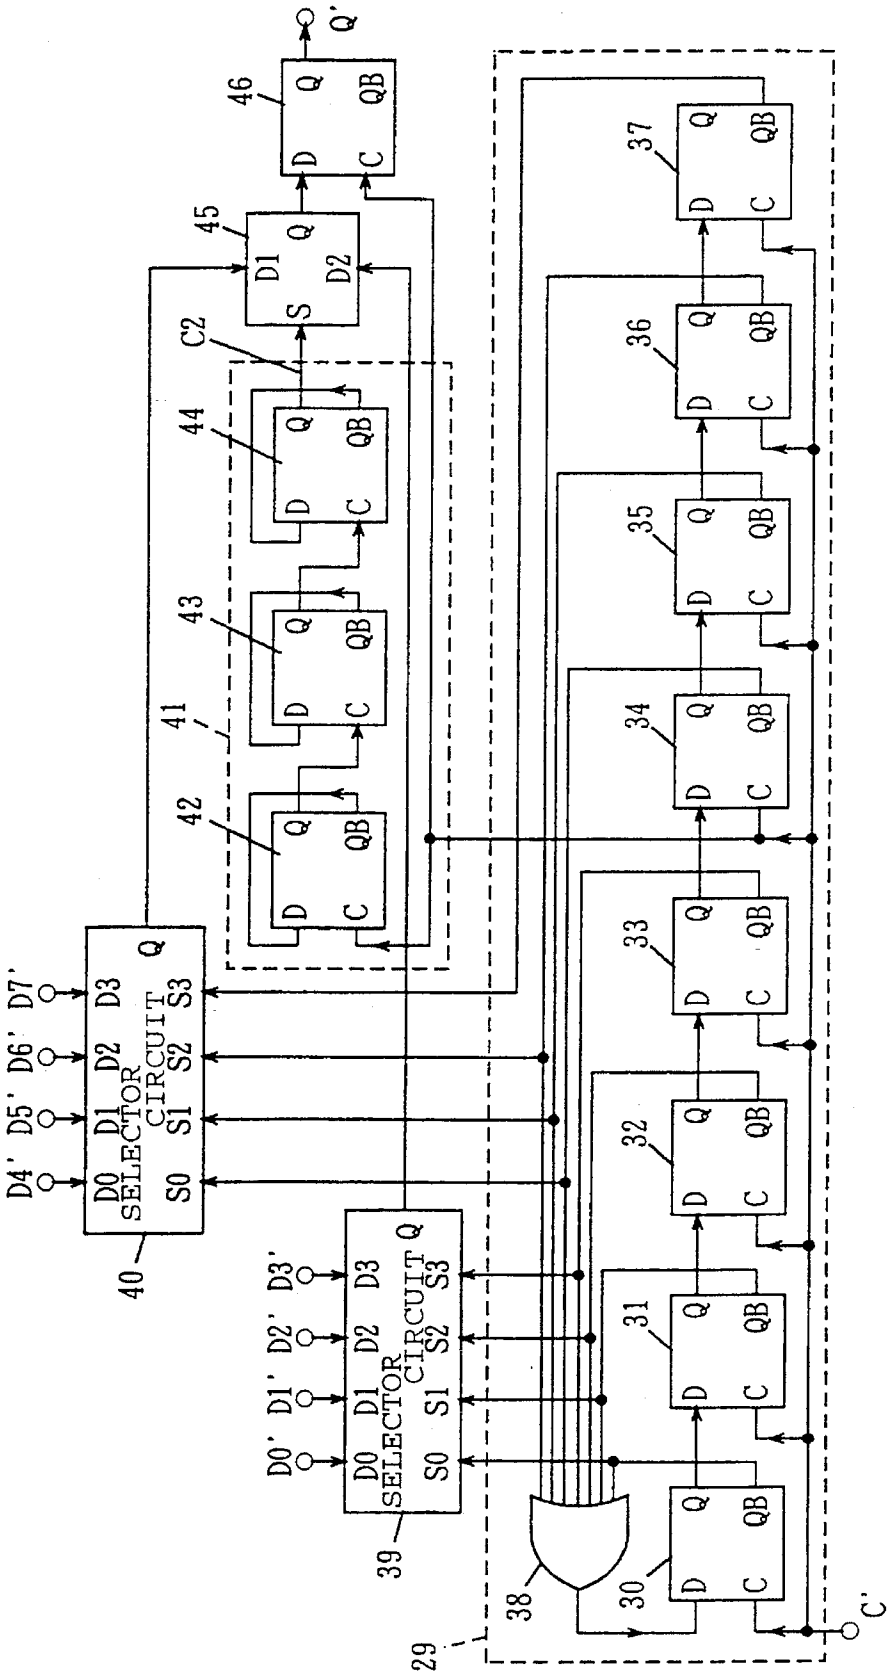 D4' D5' D6' D7'
D0 D1 D2 D3
SELECTOR
CIRCUIT
Q
S0 S1 S2 S3
40
D0' D1' D2' D3'
D0 D1 D2 D3
SELECTOR
CIRCUIT
Q
S0 S1 S2 S3
39
41
42
D Q
C QB
43
D Q
C QB
44
D Q
C QB
C2
45
D1
S Q
D2
46
D Q
C QB
Q'
29
38
30
D Q
C QB
31
D Q
C QB
32
D Q
C QB
33
D Q
C QB
34
D Q
C QB
35
D Q
C QB
36
D Q
C QB
37
D Q
C QB
C'